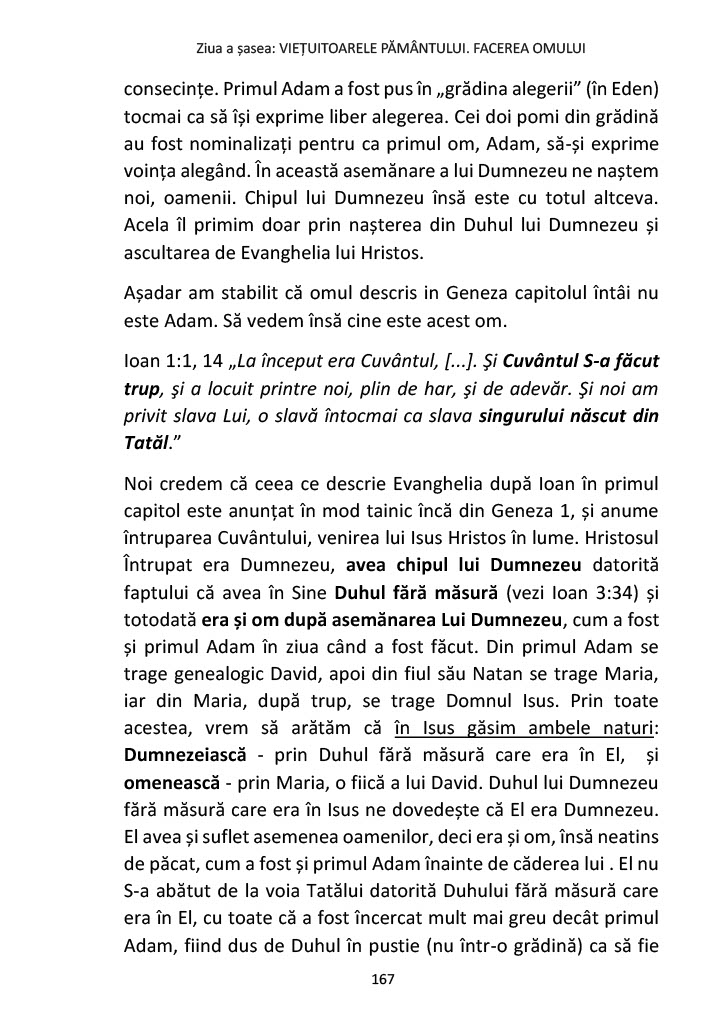 Ziua a șasea: VIEȚUITOARELE PĂMÂNTULUI. FACEREA OMULUI
consecințe. Primul Adam a fost pus în „grădina alegerii” (în Eden)
tocmai ca să își exprime liber alegerea. Cei doi pomi din grădină
au fost nominalizați pentru ca primul om, Adam, să-și exprime
voința alegând. În această asemănare a lui Dumnezeu ne naștem
noi, oamenii. Chipul lui Dumnezeu însă este cu totul altceva.
Acela îl primim doar prin nașterea din Duhul lui Dumnezeu și
ascultarea de Evanghelia lui Hristos.
Așadar am stabilit că omul descris in Geneza capitolul întâi nu
este Adam. Să vedem însă cine este acest om.
Ioan 1:1, 14 „La început era Cuvântul, [...]. Şi Cuvântul S-a făcut
trup, şi a locuit printre noi, plin de har, şi de adevăr. Şi noi am
privit slava Lui, o slavă întocmai ca slava singurului născut din
Tatăl.”
Noi credem că ceea ce descrie Evanghelia după Ioan în primul
capitol este anunțat în mod tainic încă din Geneza 1, și anume
întruparea Cuvântului, venirea lui Isus Hristos în lume. Hristosul
Întrupat era Dumnezeu, avea chipul lui Dumnezeu datorită
faptului că avea în Sine Duhul fără măsură (vezi Ioan 3:34) și
totodată era și om după asemănarea Lui Dumnezeu, cum a fost
și primul Adam în ziua când a fost făcut. Din primul Adam se
trage genealogic David, apoi din fiul său Natan se trage Maria,
iar din Maria, după trup, se trage Domnul Isus. Prin toate
acestea, vrem să arătăm că în Isus găsim ambele naturi:
Dumnezeiască - prin Duhul fără măsură care era în El, și
omenească - prin Maria, o fiică a lui David. Duhul lui Dumnezeu
fără măsură care era în Isus ne dovedește că El era Dumnezeu.
El avea și suflet asemenea oamenilor, deci era și om, însă neatins
de păcat, cum a fost și primul Adam înainte de căderea lui . El nu
S-a abătut de la voia Tatălui datorită Duhului fără măsură care
era în El, cu toate că a fost încercat mult mai greu decât primul
Adam, fiind dus de Duhul în pustie (nu într-o grădină) ca să fie
167